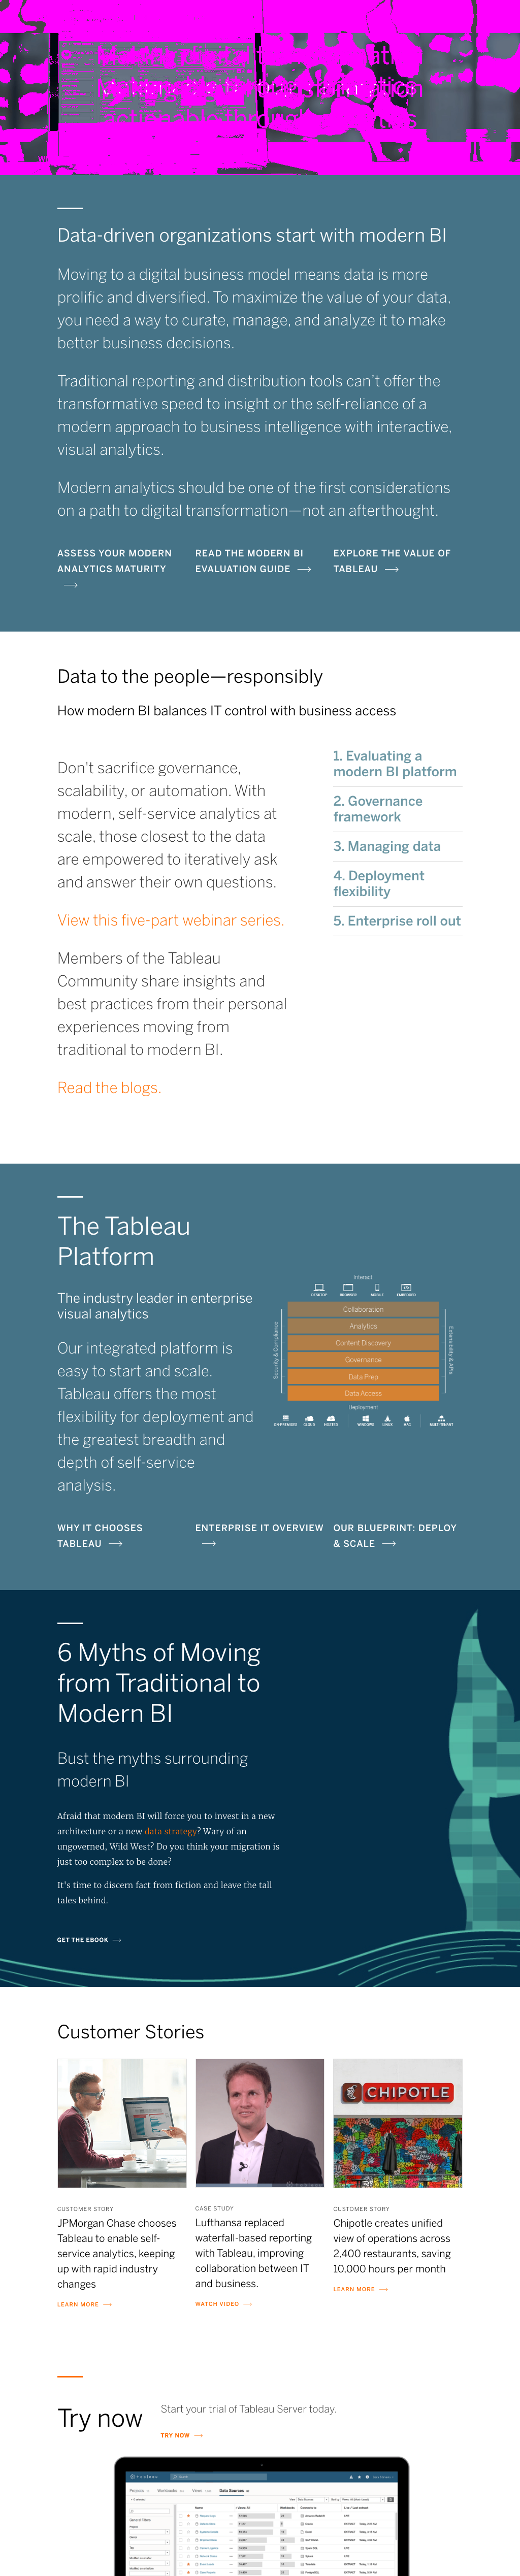 Data-driven organizations start with modern BI
Moving to a digital business model means data is more
prolific and diversified. To maximize the value of your data,
you need a way to curate, manage, and analyze it to make
better business decisions.
Traditional reporting and distribution tools can't offer the
transformative speed to insight or the self-reliance of a
modern approach to business intelligence with interactive,
visual analytics.
Modern analytics should be one of the first considerations
on a path to digital transformation—not an afterthought.
ASSESS YOUR MODERN
ANALYTICS MATURITY
READ THE MODERN BI
EVALUATION GUIDE
EXPLORE THE VALUE OF
TABLEAU
Data to the people—responsibly
How modern BI balances IT control with business access
Don't sacrifice governance,
scalability, or automation. With
modern, self-service analytics at
scale, those closest to the data
are empowered to iteratively ask
and answer their own questions.
View this five-part webinar series.
Members of the Tableau
Community share insights and
best practices from their personal
experiences moving from
traditional to modern BI.
Read the blogs.
1. Evaluating a
modern BI platform
2. Governance
framework
3. Managing data
4. Deployment
flexibility
5. Enterprise roll out
The Tableau
Platform
The industry leader in enterprise
visual analytics
Our integrated platform is
easy to start and scale.
Tableau offers the most
flexibility for deployment and
the greatest breadth and
depth of self-service
analysis.
Interact
DESKTOP BROWSER MOBILE EMBEDDED
Security & Compliance
Collaboration
Analytics
Content Discovery
Governance
Data Prep
Data Access
Extensibility & APIs
Deployment
ON-PREMISES CLOUD HOSTED WINDOWS LINUX MAC MULTI-TENANT
WHY IT CHOOSES
TABLEAU
ENTERPRISE IT OVERVIEW
OUR BLUEPRINT: DEPLOY
& SCALE
6 Myths of Moving
from Traditional to
Modern BI
Bust the myths surrounding
modern BI
Afraid that modern BI will force you to invest in a new
architecture or a new data strategy? Wary of an
ungoverned, Wild West? Do you think your migration is
just too complex to be done?
It's time to discern fact from fiction and leave the tall
tales behind.
GET THE EBOOK
Customer Stories
CHIPOTLE
CUSTOMER STORY
JPMorgan Chase chooses
Tableau to enable self-
service analytics, keeping
up with rapid industry
changes
LEARN MORE
CASE STUDY
Lufthansa replaced
waterfall-based reporting
with Tableau, improving
collaboration between IT
and business.
WATCH VIDEO
CUSTOMER STORY
Chipotle creates unified
view of operations across
2,400 restaurants, saving
10,000 hours per month
LEARN MORE
Try now
Start your trial of Tableau Server today.
TRY NOW
Projects Workbooks Views Data Sources
General Filters